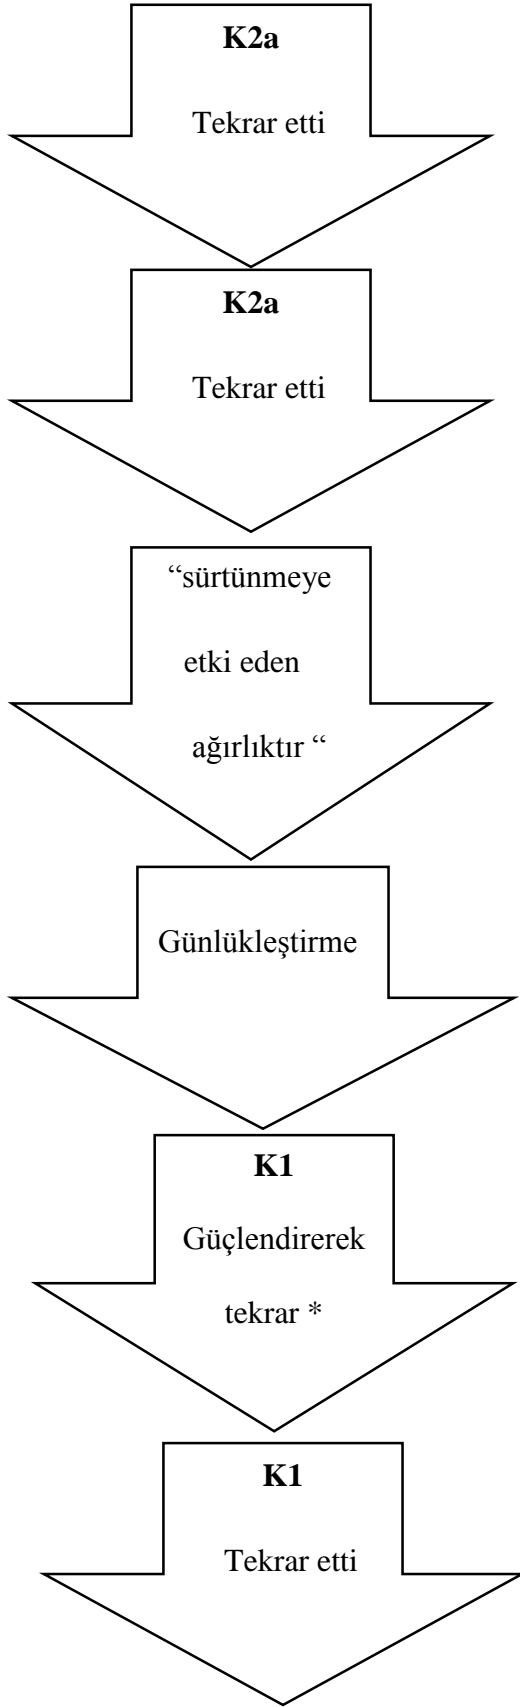 K2a
Tekrar etti
K2a
Tekrar etti
“sürtünmeye
etki eden
ağırlıktır “
Günlükleştirme
K1
Güçlendirerek
tekrar *
K1
Tekrar etti